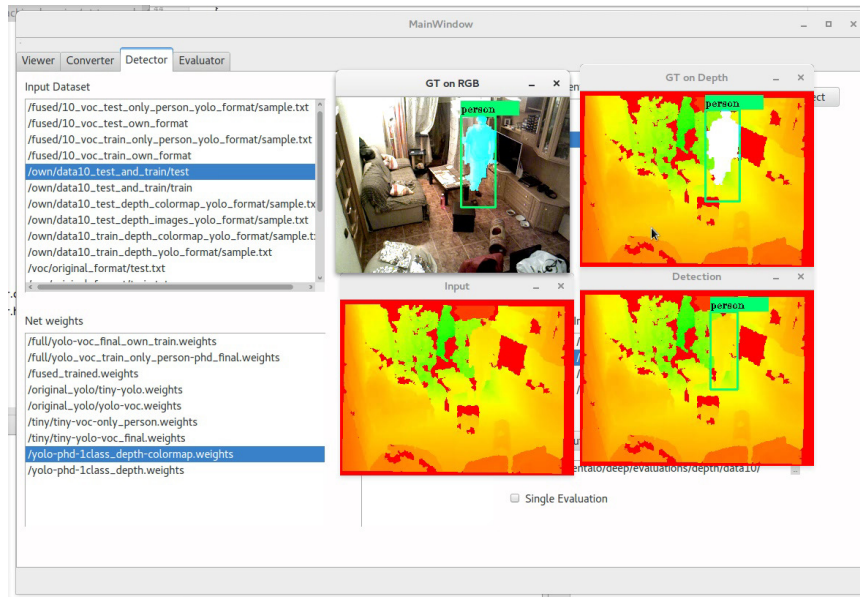 MainWindow
Viewer
Converter
Detector
Evaluator
Input Dataset
/fused/10_voc_test_only_person_yolo_format/sample.txt
/fused/10_voc_test_own_format
/fused/10_voc_train_only_person_yolo_format/sample.txt
/fused/10_voc_train_own_format
/own/data10_test_and_train/test
/own/data10_test_and_train/train
/own/data10_test_depth_colormap_yolo_format/sample.tx
/own/data10_test_depth_images_yolo_format/sample.txt
/own/data10_train_depth_colormap_yolo_format/sample.t
/own/data10_train_depth_yolo_format/sample.txt
/voc/original_format/test.txt
Net weights
/full/yolo-voc_final_own_train.weights
/full/yolo_voc_train_only_person-phd_final.weights
/fused_trained.weights
/original_yolo/tiny-yolo.weights
/original_yolo/yolo-voc.weights
/tiny/tiny-voc-only_person.weights
/tiny/tiny-yolo-voc_final.weights
/yolo-phd-1class_depth-colormap.weights
/yolo-phd-1class_depth.weights
GT on RGB
person
GT on Depth
person
Input
Detection
person
entalo/deep/evaluations/depth/data10/
Single Evaluation